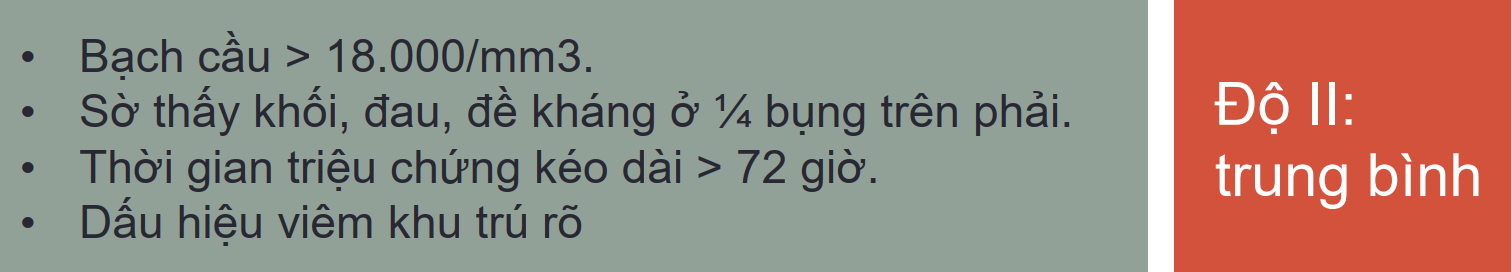 • Bạch cầu > 18.000/mm3.
• Sờ thấy khối, đau, đề kháng ở ¼ bụng trên phải.
• Thời gian triệu chứng kéo dài > 72 giờ.
• Dấu hiệu viêm khu trú rõ
Độ II:
trung bình